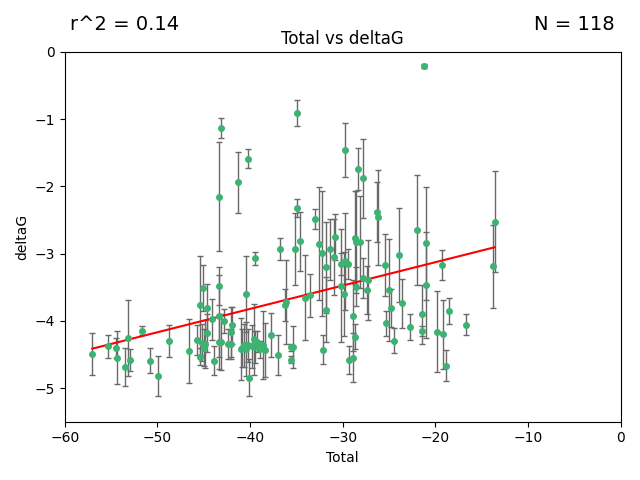 r^2 = 0.14
N = 118
Total vs deltaG
0
−1
−2
−3
−4
−5
deltaG
−60 −50 −40 −30 −20 −10 0
Total